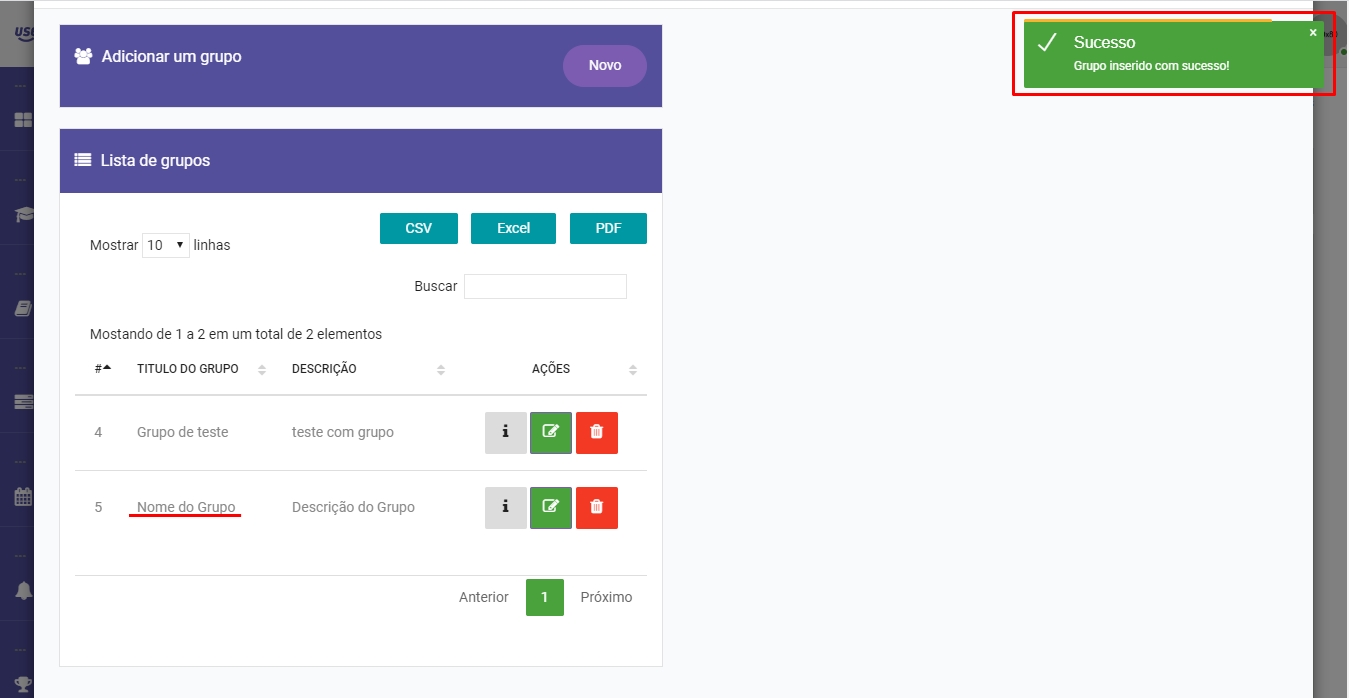 Adicionar um grupo
Novo
Sucesso
×
Grupo inserido com sucesso!
Lista de grupos
CSV Excel PDF
Mostrar 10 linhas
Buscar
Mostando de 1 a 2 em um total de 2 elementos
# TITULO DO GRUPO DESCRIÇÃO AÇÕES
4 Grupo de teste teste com grupo
5 Nome do Grupo Descrição do Grupo
Anterior 1 Próximo